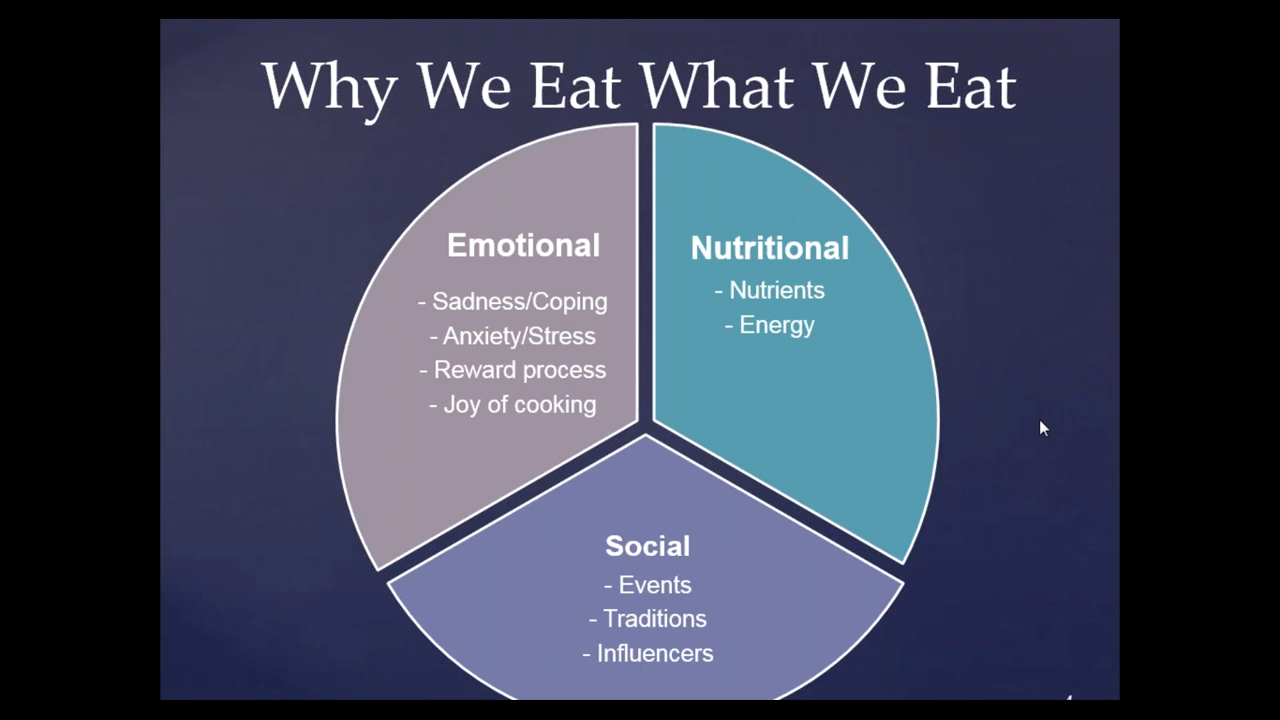 Why We Eat What We Eat
Emotional
- Sadness/Coping
- Anxiety/Stress
- Reward process
- Joy of cooking
Nutritional
- Nutrients
- Energy
Social
- Events
- Traditions
- Influencers